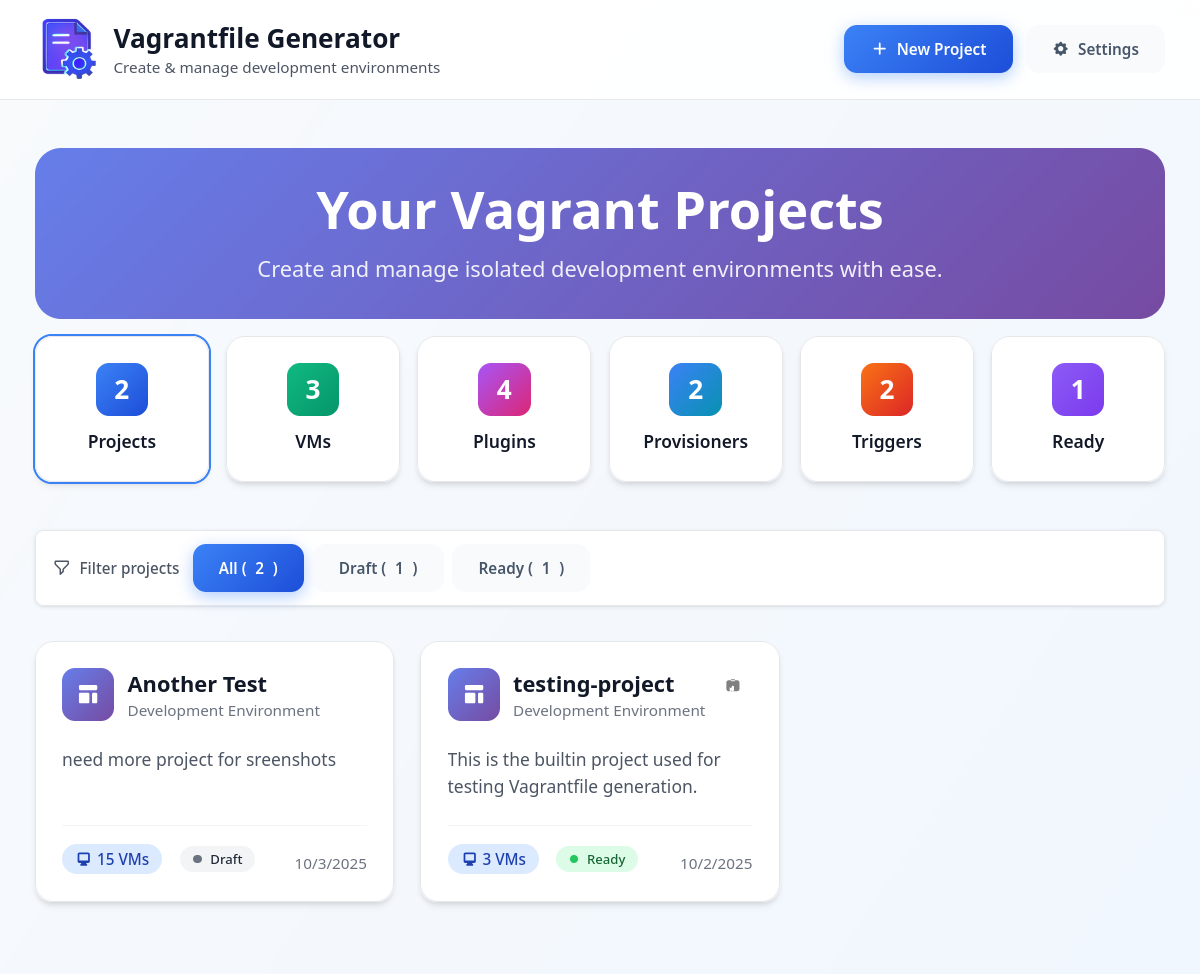 Vagrantfile Generator
Create & manage development environments
New Project
Settings
Your Vagrant Projects
Create and manage isolated development environments with ease.
2
Projects
3
VMs
4
Plugins
2
Provisioners
2
Triggers
1
Ready
Filter projects
All ( 2 )
Draft ( 1 )
Ready ( 1 )
Another Test
Development Environment
need more project for sreenshots
15 VMs
Draft
10/3/2025
testing-project
Development Environment
This is the builtin project used for
testing Vagrantfile generation.
3 VMs
Ready
10/2/2025